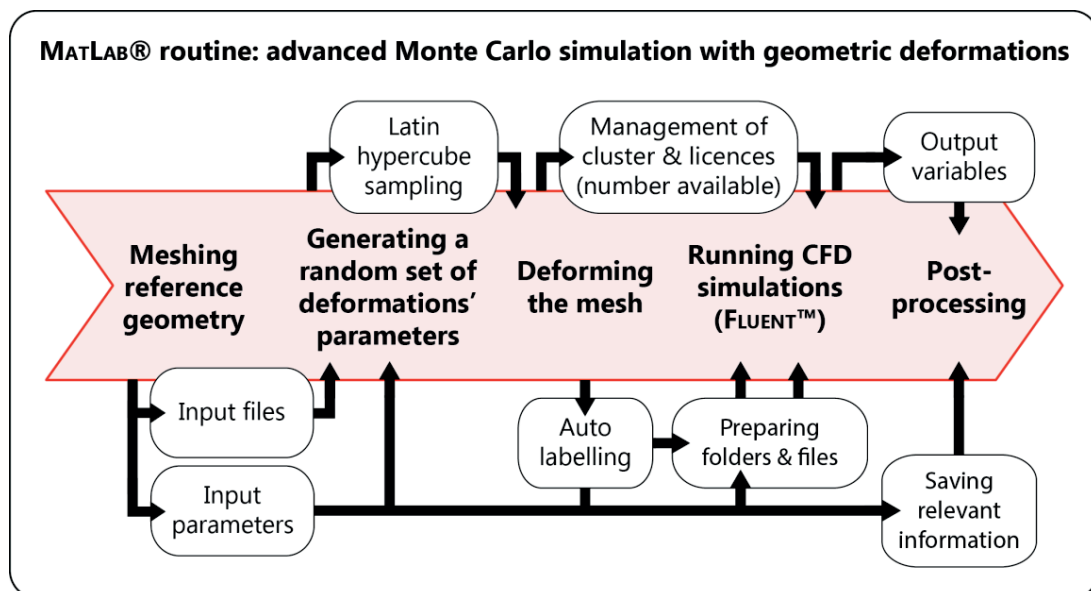 MATLAB® routine: advanced Monte Carlo simulation with geometric deformations
Latin
hypercube
sampling
Management of
cluster & licences
(number available)
Output
variables
Meshing
reference
geometry
Generating a
random set of
deformations’
parameters
Deforming
the mesh
Running CFD
simulations
(FLUENT™)
Post-
processing
Input files
Auto
labelling
Preparing
folders & files
Input
parameters
Saving
relevant
information